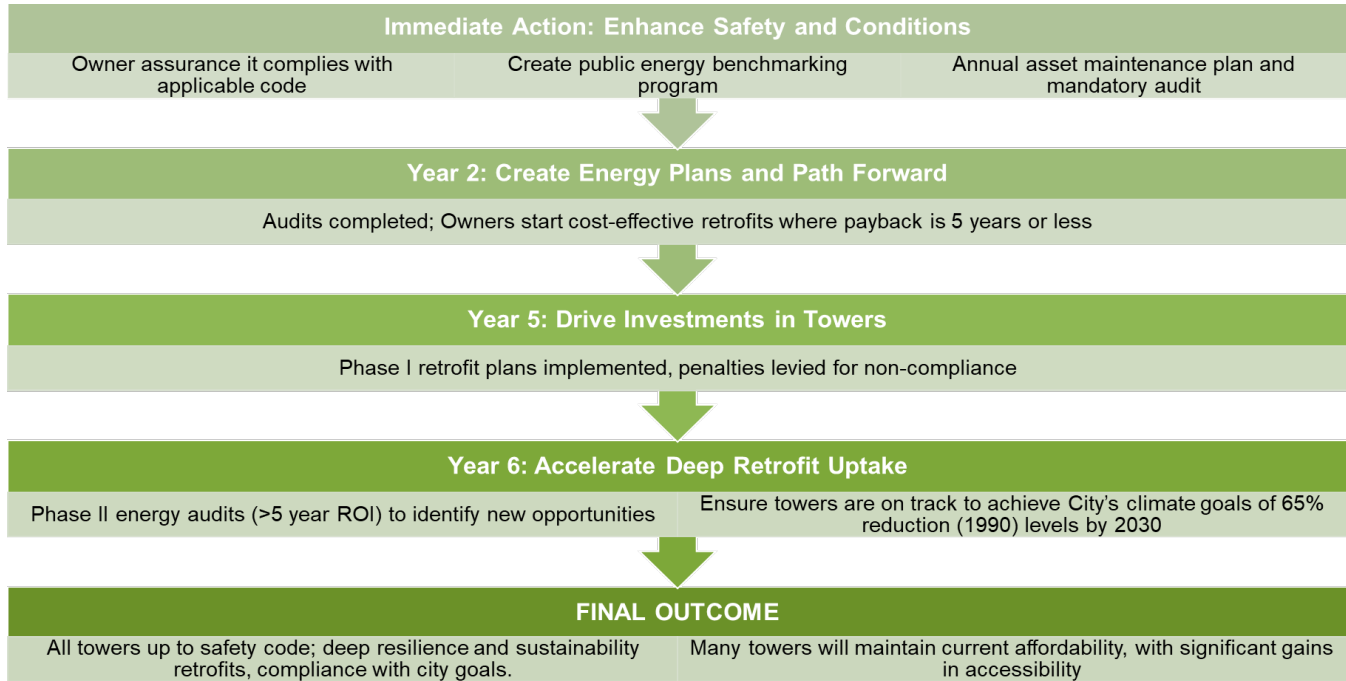 Immediate Action: Enhance Safety and Conditions
Owner assurance it complies with
applicable code
Create public energy benchmarking
program
Annual asset maintenance plan and
mandatory audit
Year 2: Create Energy Plans and Path Forward
Audits completed; Owners start cost-effective retrofits where payback is 5 years or less
Year 5: Drive Investments in Towers
Phase I retrofit plans implemented, penalties levied for non-compliance
Year 6: Accelerate Deep Retrofit Uptake
Phase II energy audits (>5 year ROI) to identify new opportunities
Ensure towers are on track to achieve City's climate goals of 65%
reduction (1990) levels by 2030
FINAL OUTCOME
All towers up to safety code; deep resilience and sustainability
retrofits, compliance with city goals.
Many towers will maintain current affordability, with significant gains
in accessibility